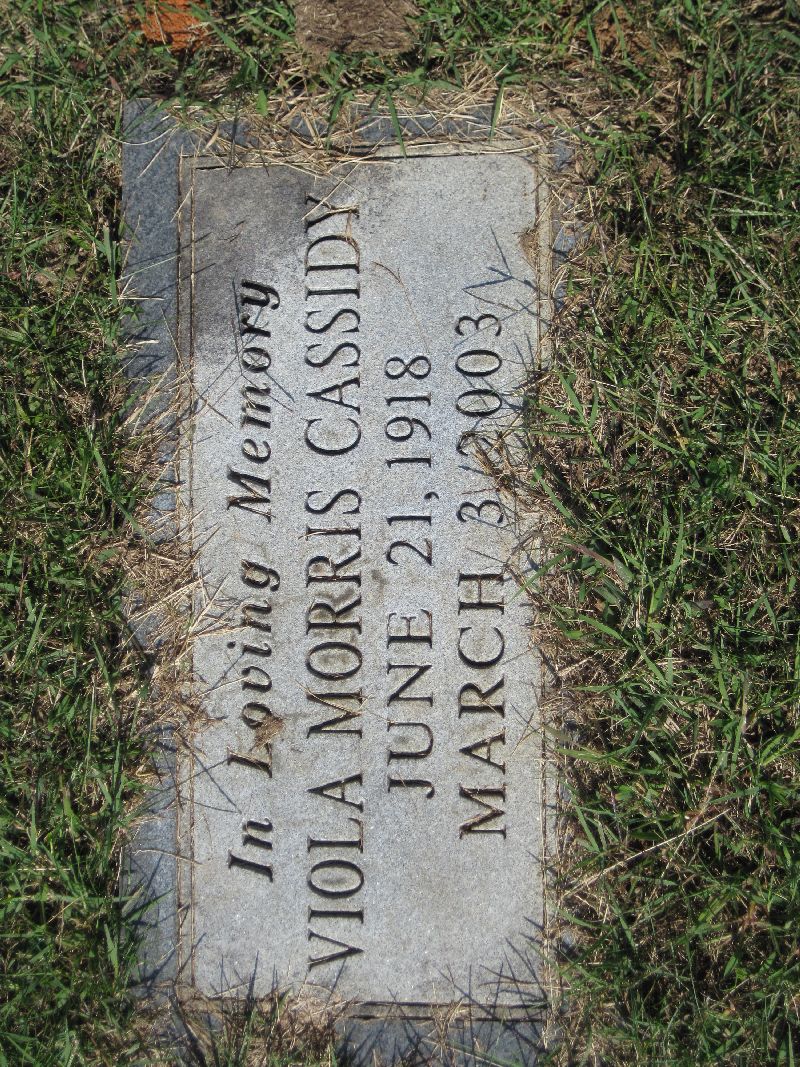 In Loving Memory
VIOLA MORRIS CASSIDY
JUNE 21, 1918
MARCH 3, 2003